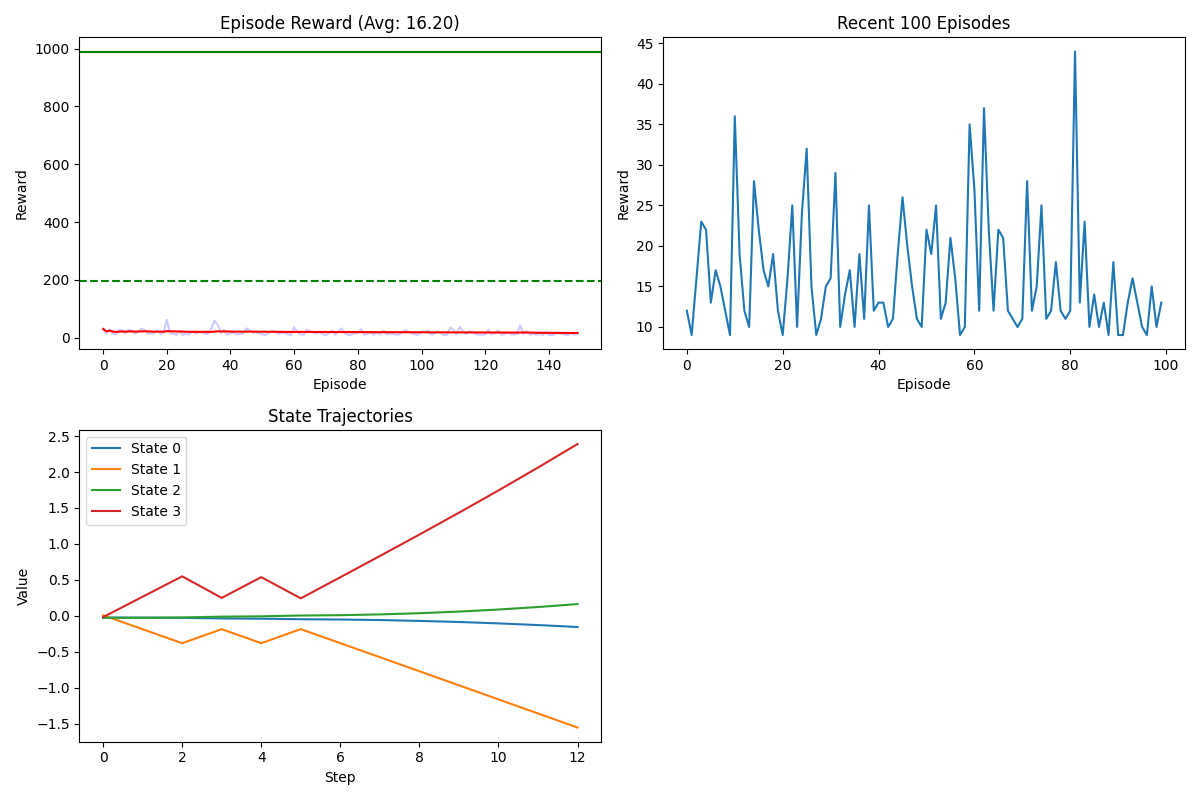 Episode Reward (Avg: 16.20)
1000
800
600
400
200
0
Reward
0 20 40 60 80 100 120 140
Episode
Recent 100 Episodes
45
40
35
30
25
20
15
10
Reward
0 20 40 60 80 100
Episode
State Trajectories
2.5
2.0
1.5
1.0
0.5
0.0
−0.5
−1.0
−1.5
Value
State 0
State 1
State 2
State 3
0 2 4 6 8 10 12
Step